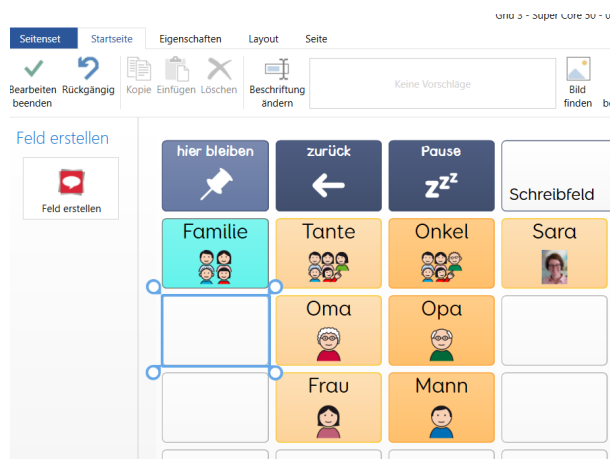 Grid 3 - Super Core 50 - u
Seitenset Startseite Eigenschaften Layout Seite
Bearbeiten beenden
Rückgängig
Kopie
Einfügen
Löschen
Beschriftung ändern
Keine Vorschläge
Bild finden
Feld erstellen
Feld erstellen
hier bleiben
zurück
Pause
zzz
Schreibfeld
Familie
Tante
Onkel
Sara
Oma
Opa
Frau
Mann